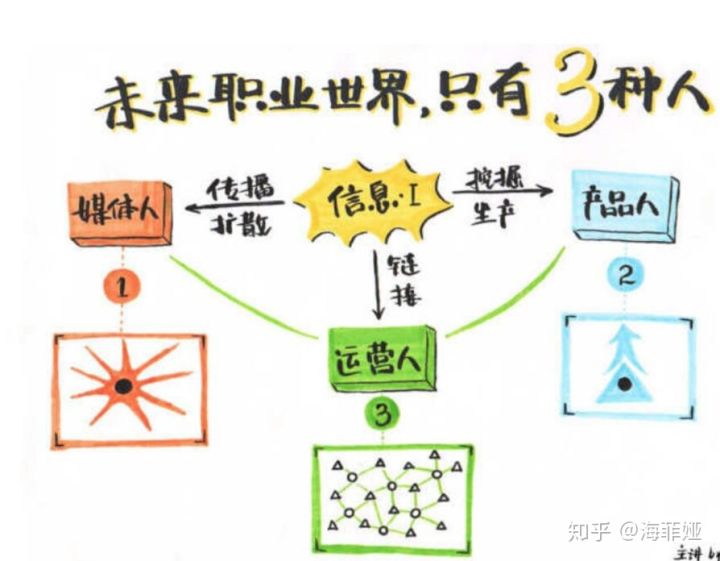 未来职业世界,只有3种人
媒体人
传播
扩散
信息·I
挖掘
生产
产品人
1
链
接
2
运营人
3
知乎 @海菲娅
主讲